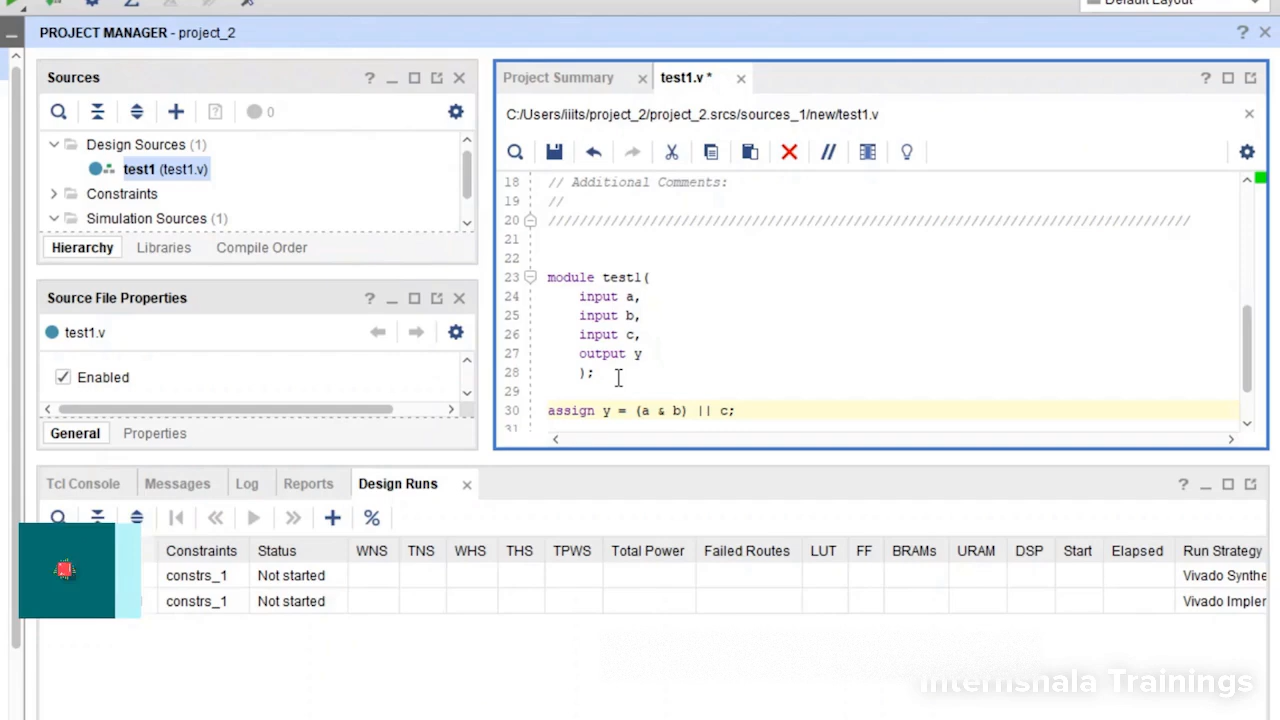 Default Layout
PROJECT MANAGER - project_2
Sources
0
Design Sources (1)
test1 (test1.v)
Constraints
Simulation Sources (1)
Hierarchy Libraries Compile Order
Source File Properties
test1.v
Enabled
General Properties
Project Summary test1.v *
C:/Users/iiits/project_2/project_2.srcs/sources_1/new/test1.v
18 // Additional Comments:
19 //
20 //////////////////////////////////////////////////////////////////////////////////
21
22
23 module test1(
24 input a,
25 input b,
26 input c,
27 output y
28 );
29
30 assign y = (a & b) || c;
31
Tcl Console Messages Log Reports Design Runs
Constraints Status WNS TNS WHS THS TPWS Total Power Failed Routes LUT FF BRAMs URAM DSP Start Elapsed Run Strategy
constrs_1 Not started Vivado Synthe
constrs_1 Not started Vivado Implen
Internshala Trainings